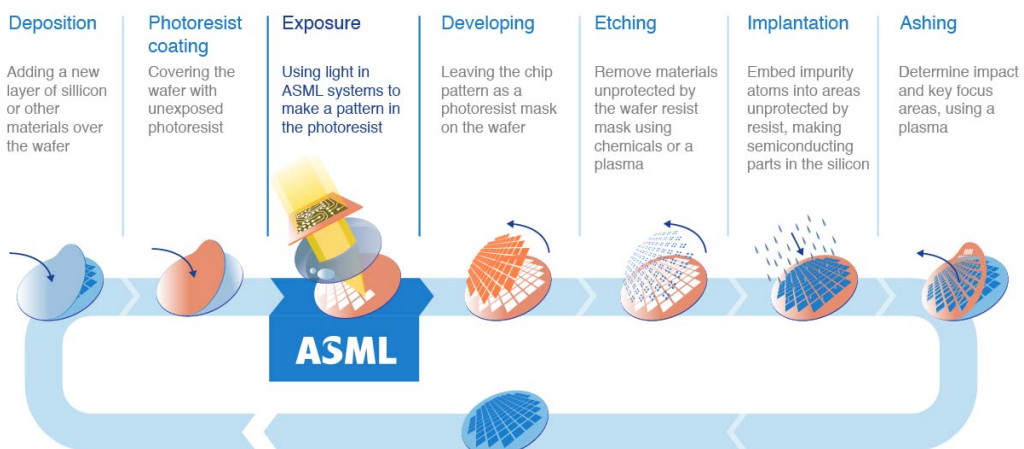 Deposition
Adding a new
layer of sillicon
or other
materials over
the wafer
Photoresist
coating
Covering the
wafer with
unexposed
photoresist
Exposure
Using light in
ASML systems to
make a pattern in
the photoresist
Developing
Leaving the chip
pattern as a
photoresist mask
on the wafer
Etching
Remove materials
unprotected by
the wafer resist
mask using
chemicals or a
plasma
Implantation
Embed impurity
atoms into areas
unprotected by
resist, making
semiconducting
parts in the silicon
Ashing
Determine impact
and key focus
areas, using a
plasma
ASML